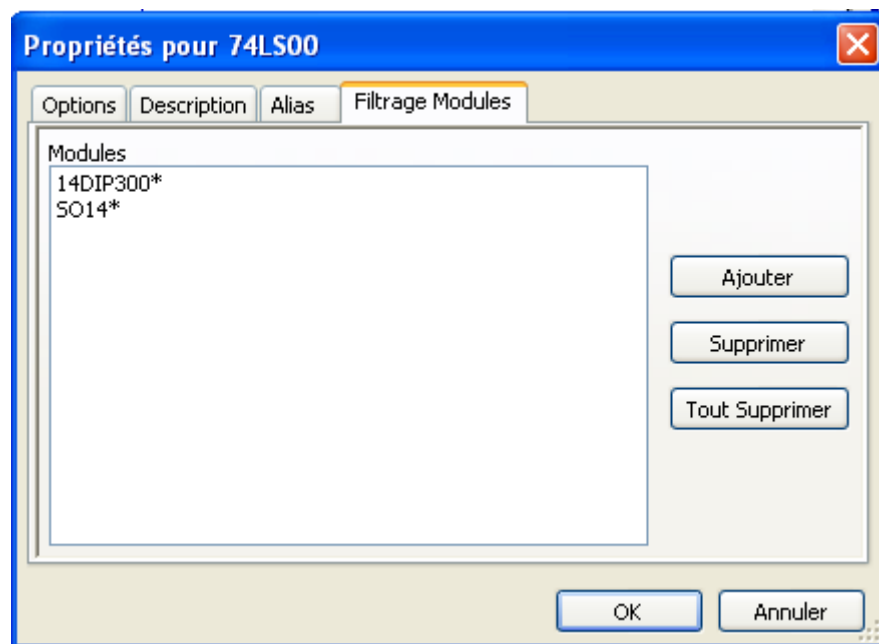 Propriétés pour 74LS00
Options Description Alias Filtrage Modules
Modules
14DIP300*
SO14*
Ajouter
Supprimer
Tout Supprimer
OK Annuler